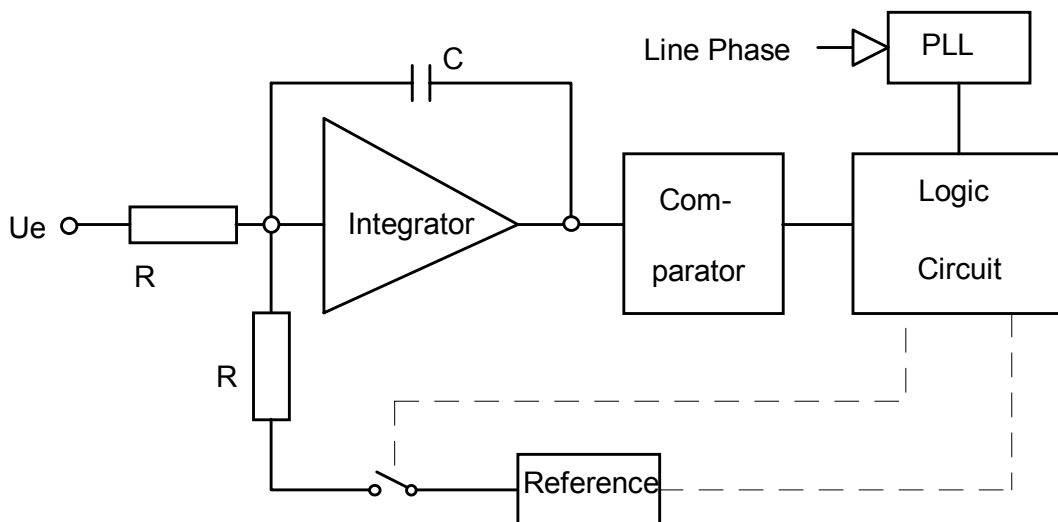 Line Phase
PLL
C
Ue
R
Integrator
Com-
parator
Logic
Circuit
R
Reference